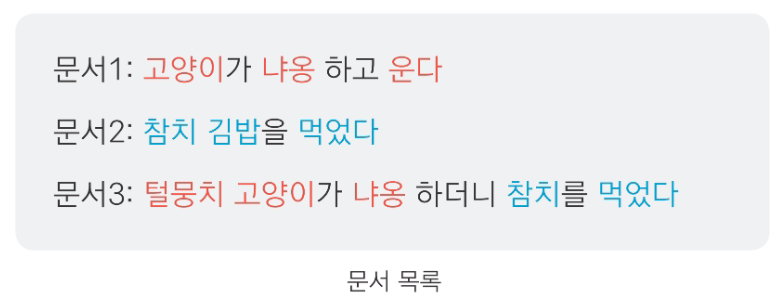 문서1: 고양이가 냐옹 하고 운다
문서2: 참치 김밥을 먹었다
문서3: 털뭉치 고양이가 냐옹 하더니 참치를 먹었다
문서 목록